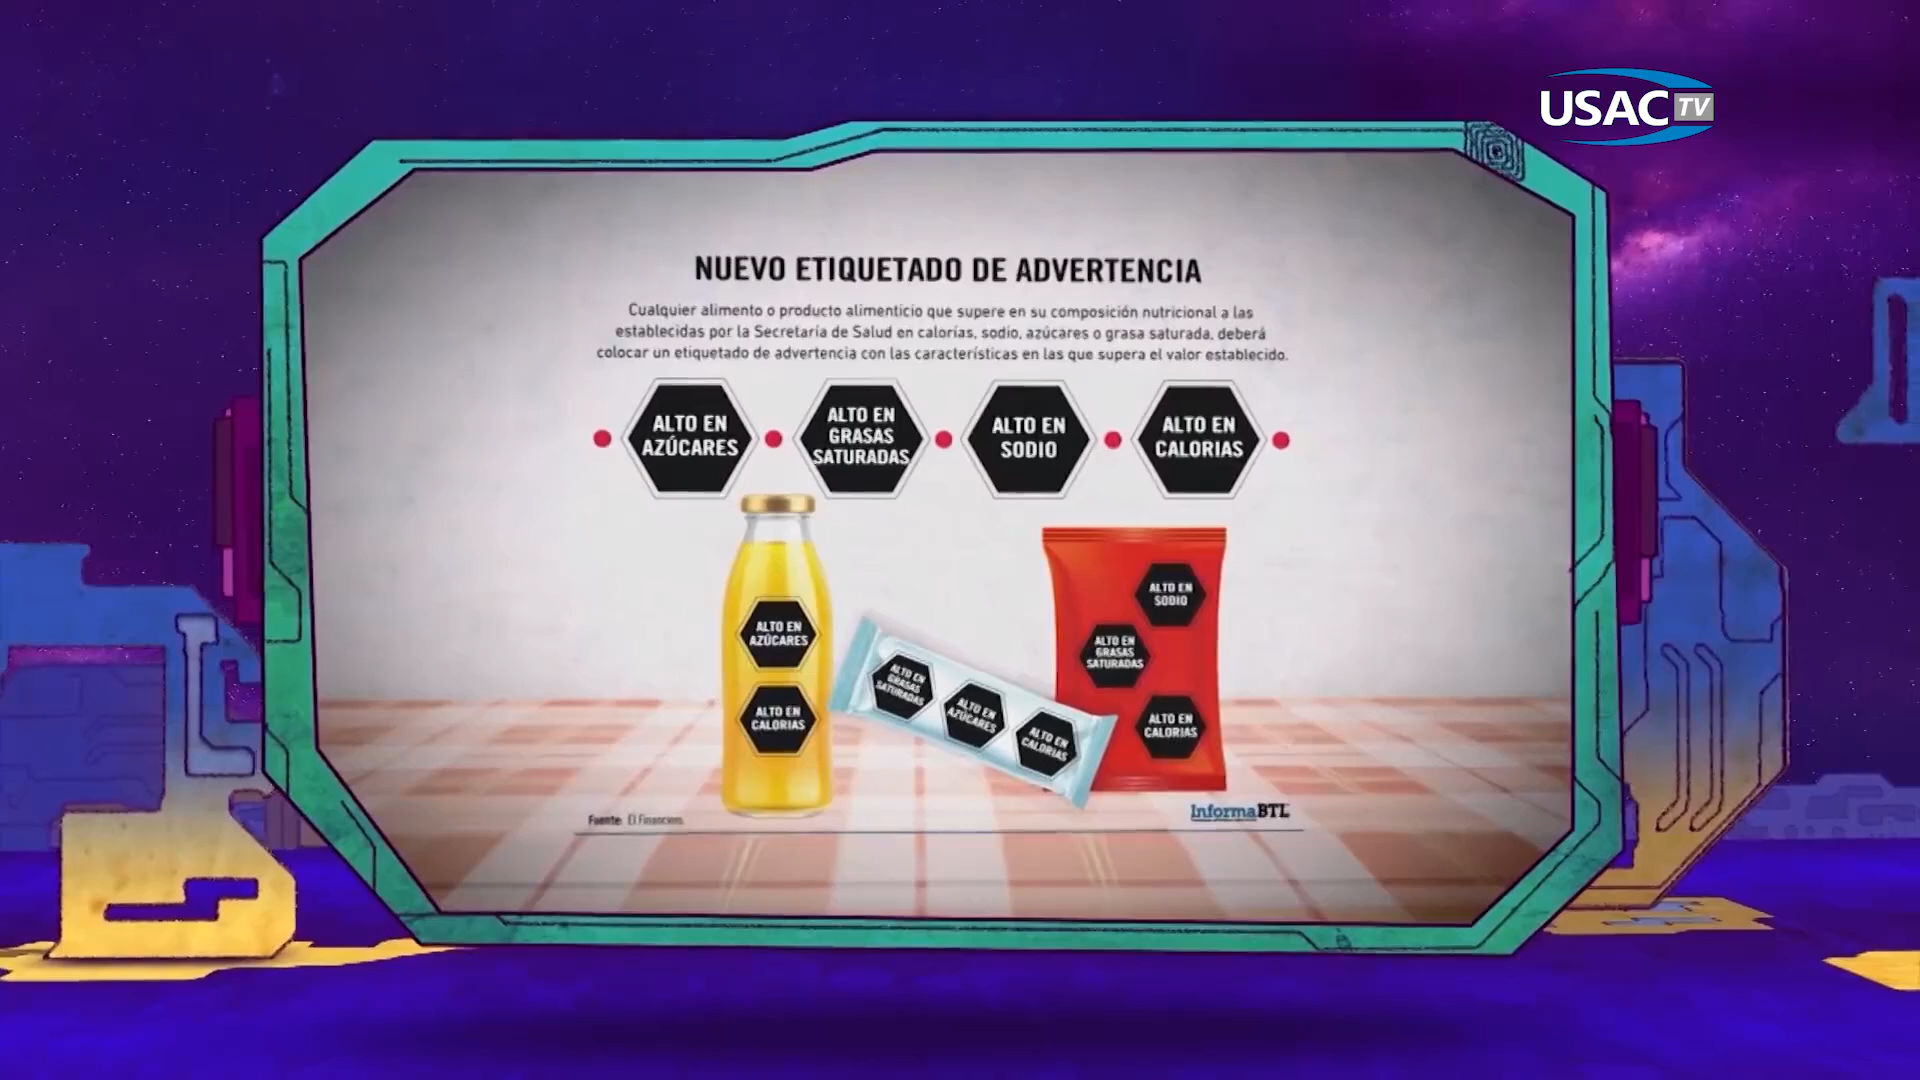 USAC TV
NUEVO ETIQUETADO DE ADVERTENCIA
Cualquier alimento o producto alimenticio que supere en su composición nutricional a las
establecidas por la Secretaría de Salud en calorías, sodio, azúcares o grasa saturada, deberá
colocar un etiquetado de advertencia con las características en las que supera el valor establecido.
ALTO EN
AZÚCARES
ALTO EN
GRASAS
SATURADAS
ALTO EN
SODIO
ALTO EN
CALORIAS
ALTO EN
AZÚCARES
ALTO EN
CALORIAS
ALTO EN
GRASAS
SATURADAS
ALTO EN
AZÚCARES
ALTO EN
CALORIAS
ALTO EN
SODIO
ALTO EN
GRASAS
SATURADAS
ALTO EN
CALORIAS
Fuente: El Financiero
InformaBTL